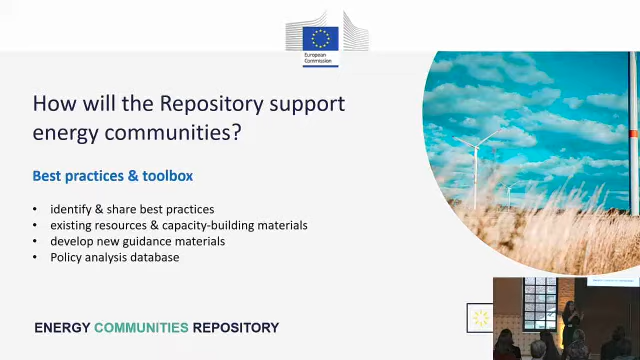 European
Commission
How will the Repository support
energy communities?
Best practices & toolbox
• identify & share best practices
• existing resources & capacity-building materials
• develop new guidance materials
• Policy analysis database
ENERGY COMMUNITIES REPOSITORY